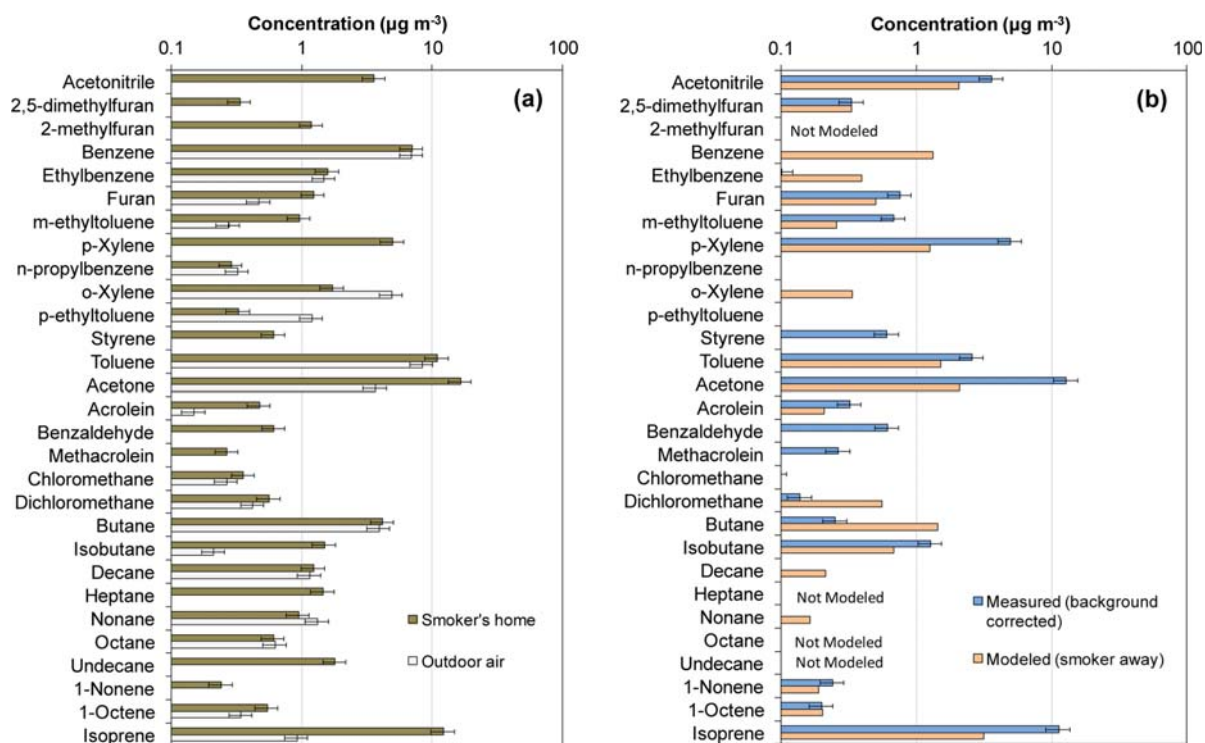 Concentration (µg m⁻³)
0.1 1 10 100
(a)
Acetonitrile
2,5-dimethylfuran
2-methylfuran
Benzene
Ethylbenzene
Furan
m-ethyltoluene
p-Xylene
n-propylbenzene
o-Xylene
p-ethyltoluene
Styrene
Toluene
Acetone
Acrolein
Benzaldehyde
Methacrolein
Chloromethane
Dichloromethane
Butane
Isobutane
Decane
Heptane
Nonane
Octane
Undecane
1-Nonene
1-Octene
Isoprene
Smoker's home
Outdoor air
Concentration (µg m⁻³)
0.1 1 10 100
(b)
Acetonitrile
2,5-dimethylfuran
2-methylfuran Not Modeled
Benzene
Ethylbenzene
Furan
m-ethyltoluene
p-Xylene
n-propylbenzene
o-Xylene
p-ethyltoluene
Styrene
Toluene
Acetone
Acrolein
Benzaldehyde
Methacrolein
Chloromethane
Dichloromethane
Butane
Isobutane
Decane
Heptane Not Modeled
Nonane
Octane Not Modeled
Undecane Not Modeled
1-Nonene
1-Octene
Isoprene
Measured (background
corrected)
Modeled (smoker away)